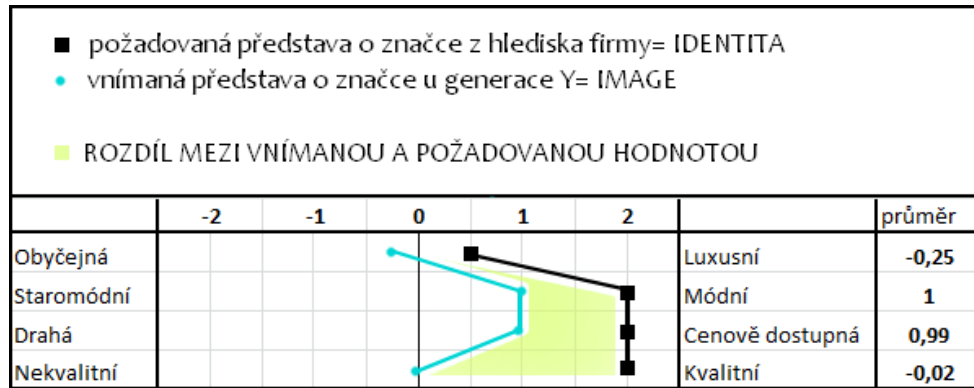 požadovaná představa o značce z hlediska firmy= IDENTITA
vnímaná představa o značce u generace Y= IMAGE
ROZDÍL MEZI VNÍMANOU A POŽADOVANOU HODNOTOU
-2 -1 0 1 2 průměr
Obyčejná Luxusní -0,25
Staromódní Módní 1
Drahá Cenově dostupná 0,99
Nekvalitní Kvalitní -0,02